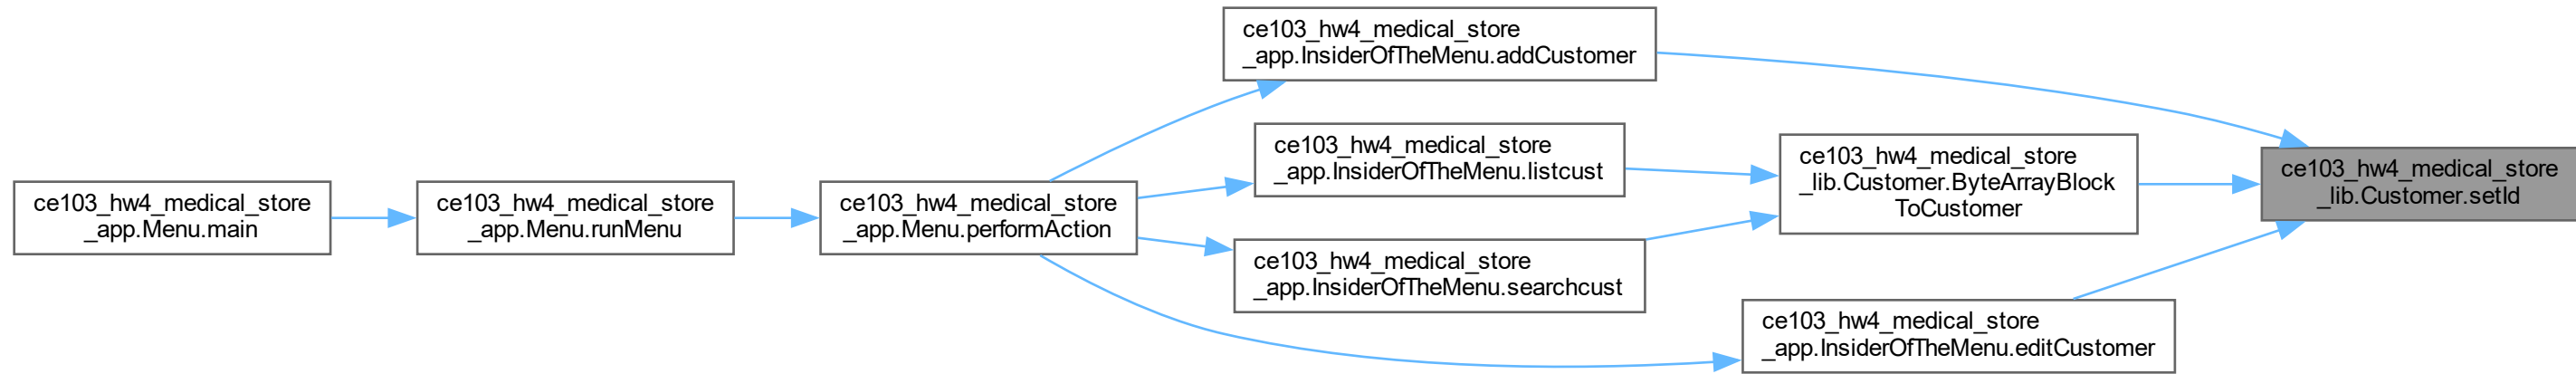 ce103_hw4_medical_store
_app.Menu.main
ce103_hw4_medical_store
_app.Menu.runMenu
ce103_hw4_medical_store
_app.Menu.performAction
ce103_hw4_medical_store
_app.InsiderOfTheMenu.addCustomer
ce103_hw4_medical_store
_app.InsiderOfTheMenu.listcust
ce103_hw4_medical_store
_app.InsiderOfTheMenu.searchcust
ce103_hw4_medical_store
_lib.Customer.ByteArrayBlock
ToCustomer
ce103_hw4_medical_store
_app.InsiderOfTheMenu.editCustomer
ce103_hw4_medical_store
_lib.Customer.setId